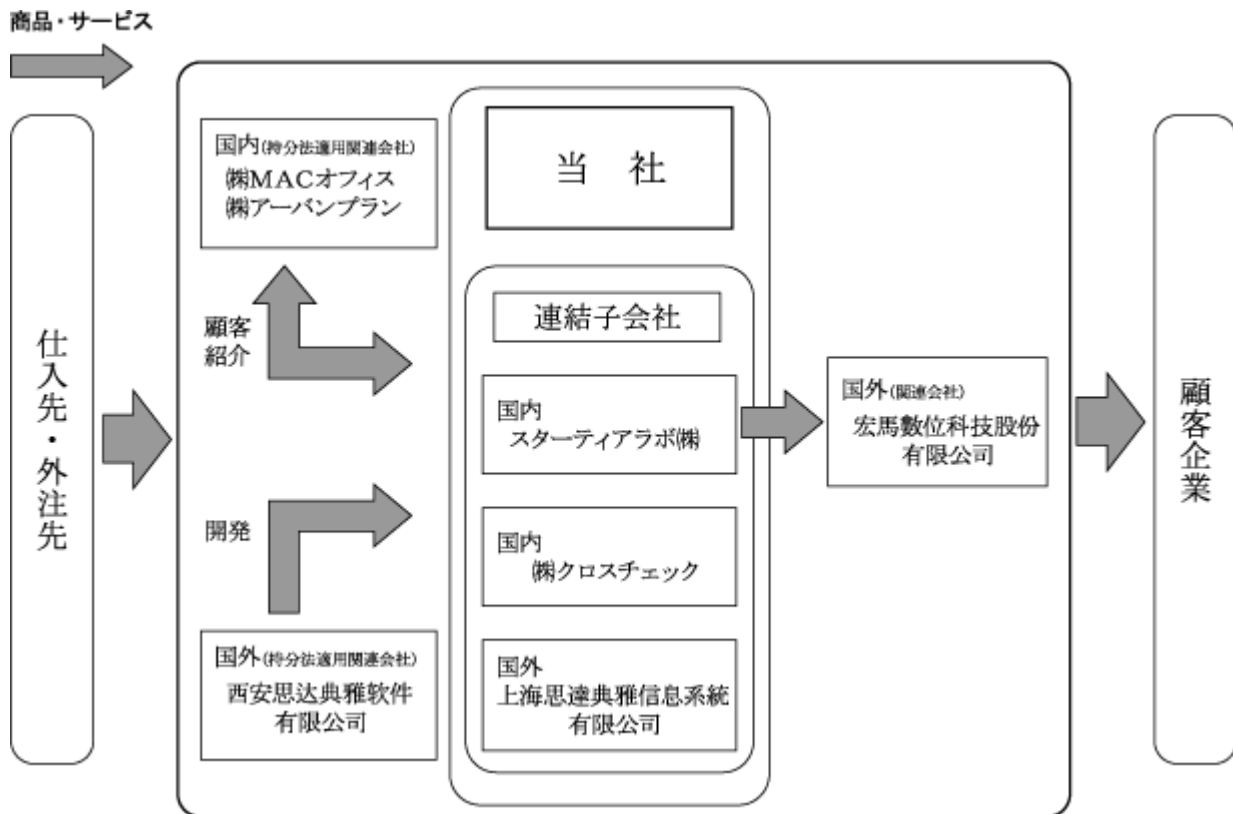 商品・サービス
仕入先・外注先
国内(持分法適用関連会社)
㈱MACオフィス
㈱アーバンプラン
顧客
紹介
開発
国外(持分法適用関連会社)
西安思达典雅软件
有限公司
当 社
連結子会社
国内
スターティアラボ㈱
国内
㈱クロスチェック
国外
上海思達典雅信息系統
有限公司
国外(関連会社)
宏馬數位科技股份
有限公司
顧客企業